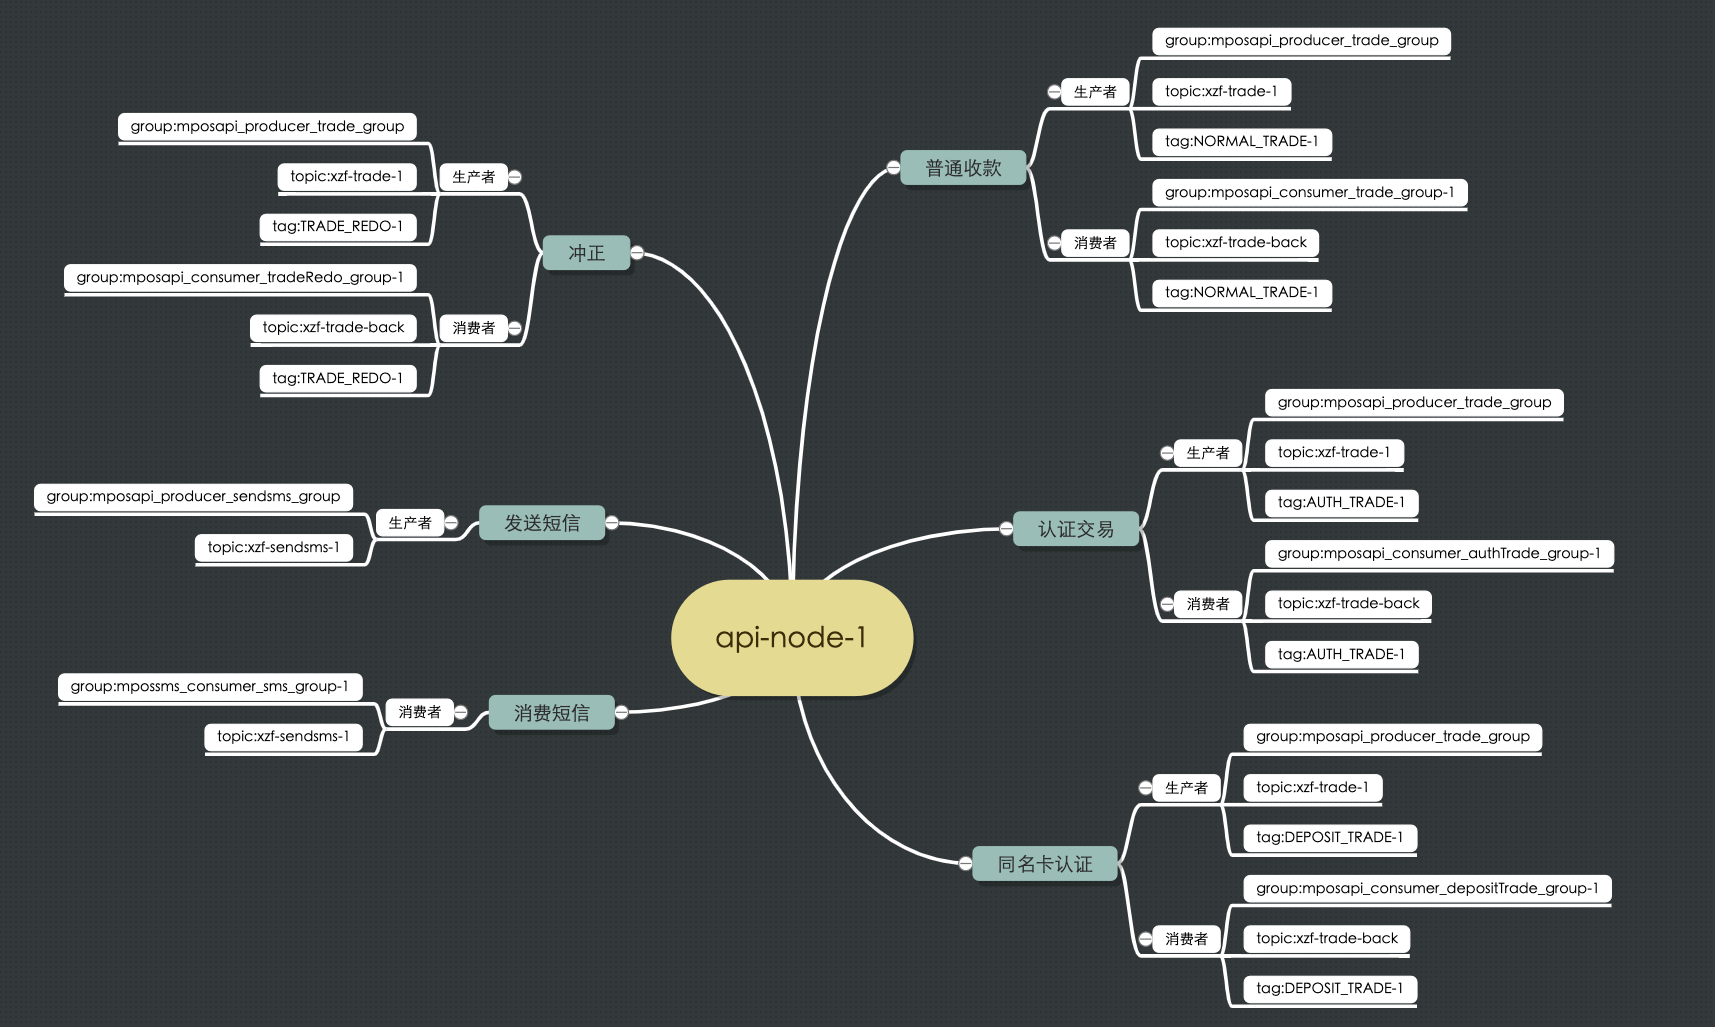 api-node-1
普通收款
生产者
group:mposapi_producer_trade_group
topic:xzf-trade-1
tag:NORMAL_TRADE-1
消费者
group:mposapi_consumer_trade_group-1
topic:xzf-trade-back
tag:NORMAL_TRADE-1
认证交易
生产者
group:mposapi_producer_trade_group
topic:xzf-trade-1
tag:AUTH_TRADE-1
消费者
group:mposapi_consumer_authTrade_group-1
topic:xzf-trade-back
tag:AUTH_TRADE-1
同名卡认证
生产者
group:mposapi_producer_trade_group
topic:xzf-trade-1
tag:DEPOSIT_TRADE-1
消费者
group:mposapi_consumer_depositTrade_group-1
topic:xzf-trade-back
tag:DEPOSIT_TRADE-1
冲正
生产者
group:mposapi_producer_trade_group
topic:xzf-trade-1
tag:TRADE_REDO-1
消费者
group:mposapi_consumer_tradeRedo_group-1
topic:xzf-trade-back
tag:TRADE_REDO-1
发送短信
生产者
group:mposapi_producer_sendsms_group
topic:xzf-sendsms-1
消费短信
消费者
group:mpossms_consumer_sms_group-1
topic:xzf-sendsms-1